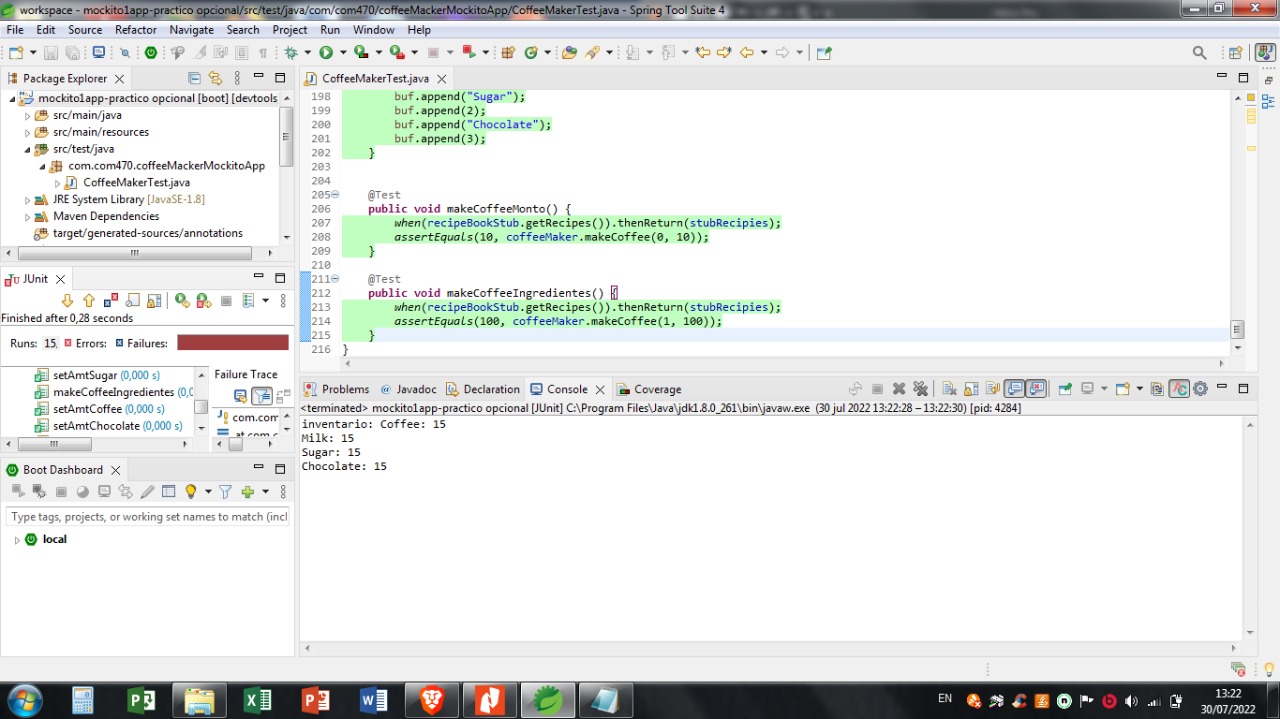 workspace - mockito1app-practico opcional/src/test/java/com/com470/coffeeMackerMockitoApp/CoffeeMakerTest.java - Spring Tool Suite 4
File Edit Source Refactor Navigate Search Project Run Window Help
Package Explorer
mockito1app-practico opcional [boot] [devtools
src/main/java
src/main/resources
src/test/java
com.com470.coffeeMackerMockitoApp
CoffeeMakerTest.java
JRE System Library [JavaSE-1.8]
Maven Dependencies
target/generated-sources/annotations
JUnit
Finished after 0,28 seconds
Runs: 15, Errors: Failures:
setAmtSugar (0,000 s)
makeCoffeeIngredientes (0,0
setAmtCoffee (0,000 s)
setAmtChocolate (0,000 s)
Failure Trace
com.com
at com.c
Boot Dashboard
Type tags, projects, or working set names to match (incl
local
CoffeeMakerTest.java
198 buf.append("Sugar");
199 buf.append(2);
200 buf.append("Chocolate");
201 buf.append(3);
202 }
203
204
205 @Test
206 public void makeCoffeeMonto() {
207 when(recipeBookStub.getRecipes()).thenReturn(stubRecipies);
208 assertEquals(10, coffeeMaker.makeCoffee(0, 10));
209 }
210
211 @Test
212 public void makeCoffeeIngredientes() {
213 when(recipeBookStub.getRecipes()).thenReturn(stubRecipies);
214 assertEquals(100, coffeeMaker.makeCoffee(1, 100));
215 }
216 }
Problems Javadoc Declaration Console Coverage
<terminated> mockito1app-practico opcional [JUnit] C:\Program Files\Java\jdk1.8.0_261\bin\javaw.exe (30 jul 2022 13:22:28 – 13:22:30) [pid: 4284]
inventario: Coffee: 15
Milk: 15
Sugar: 15
Chocolate: 15
EN
13:22
30/07/2022